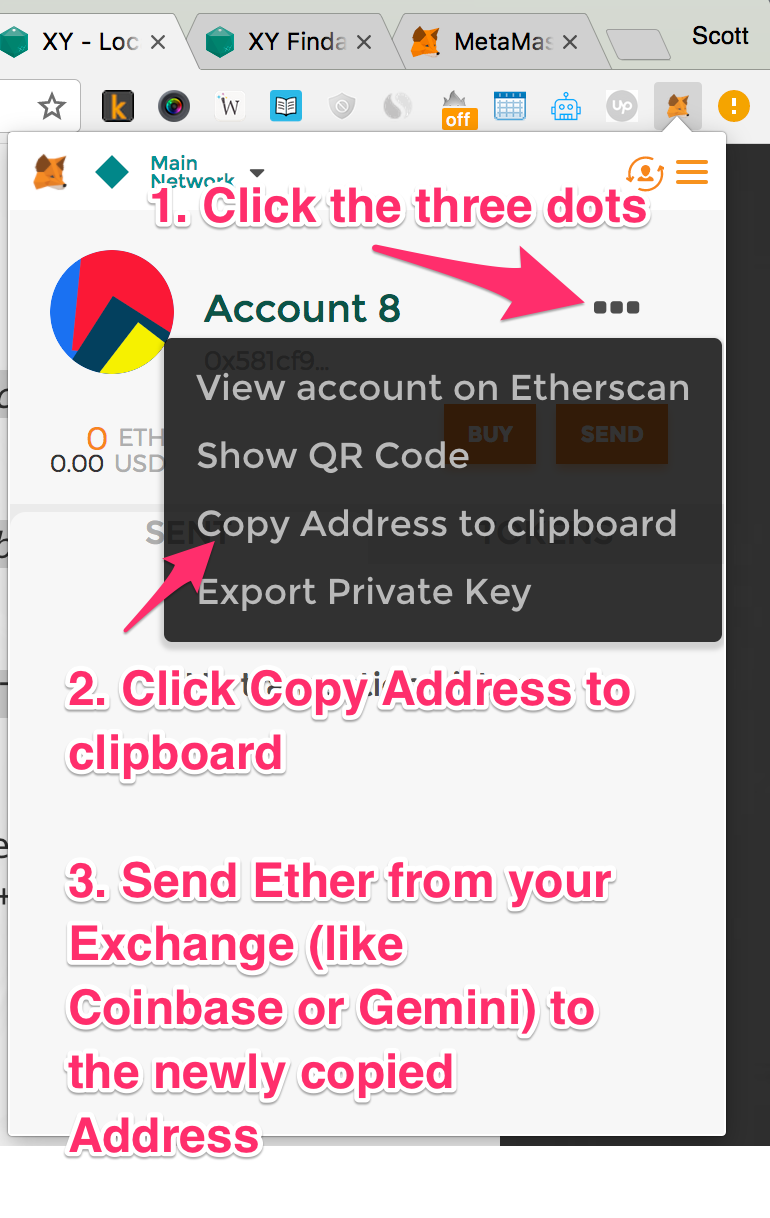 XY - Loc
XY Finda
MetaMas
Scott
k
W
off
Up
Main
Network
1. Click the three dots
Account 8
0x581cf9...
View account on Etherscan
0 ETH
BUY
SEND
0.00 USD
Show QR Code
SENT
Copy Address to clipboard
TOKENS
Export Private Key
2. Click Copy Address to
clipboard
3. Send Ether from your
Exchange (like
Coinbase or Gemini) to
the newly copied
Address